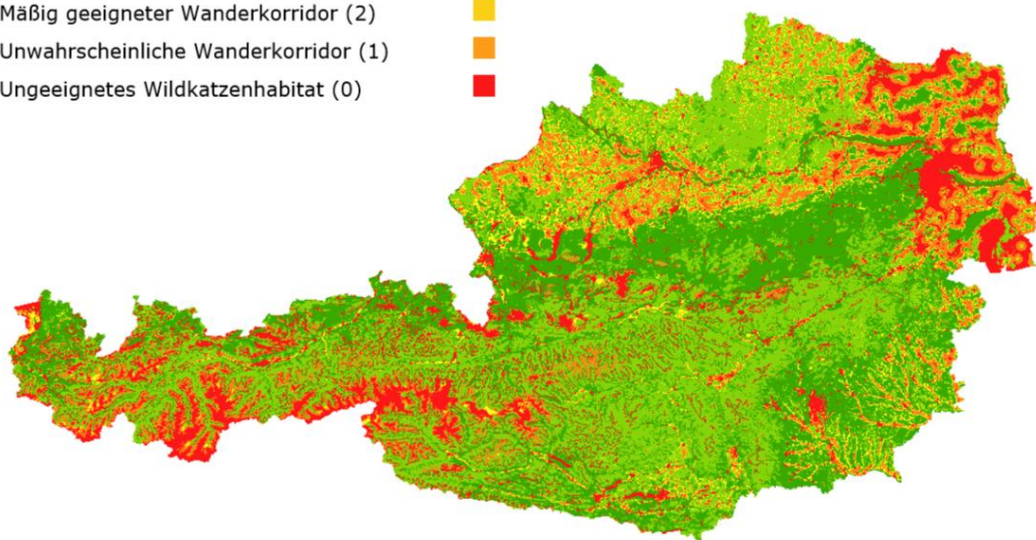 Mäßig geeigneter Wanderkorridor (2)
Unwahrscheinliche Wanderkorridor (1)
Ungeeignetes Wildkatzenhabitat (0)